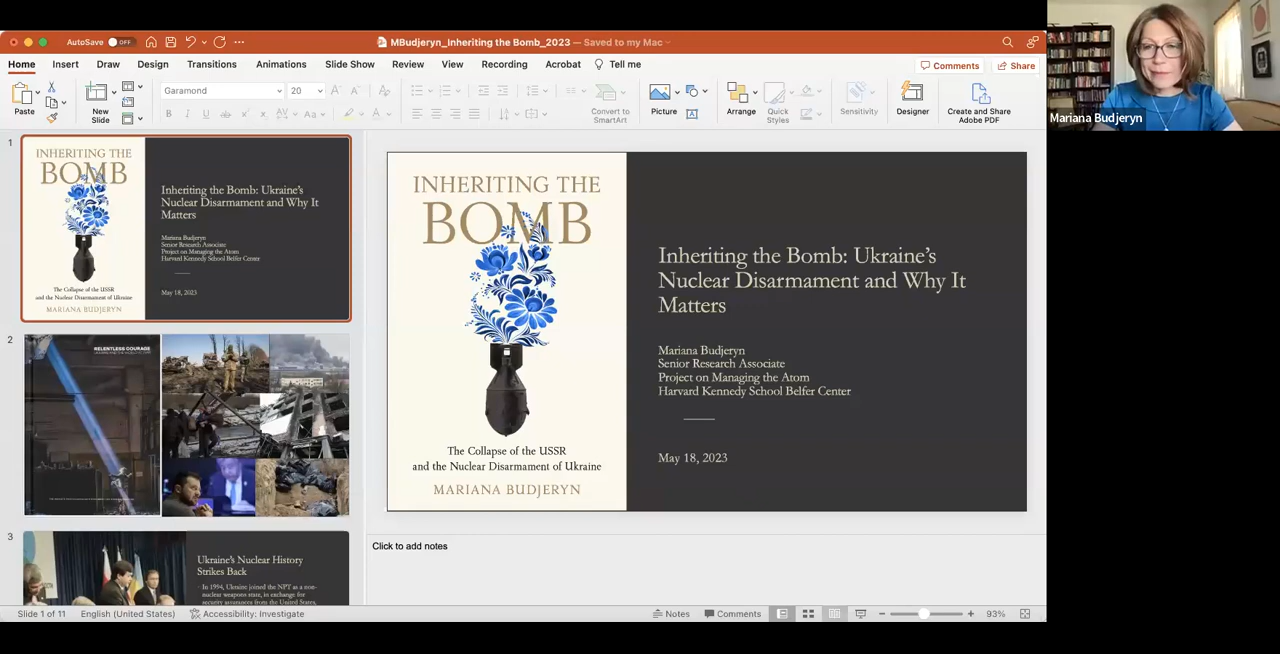 AutoSave OFF
MBudjeryn_Inheriting the Bomb_2023 — Saved to my Mac
Home Insert Draw Design Transitions Animations Slide Show Review View Recording Acrobat Tell me
Comments Share
Paste
New
Slide
Garamond 20
Convert to
SmartArt
Picture
Arrange
Quick
Styles
Sensitivity
Designer
Create and Share
Adobe PDF
Mariana Budjeryn
1
INHERITING THE
BOMB
The Collapse of the USSR
and the Nuclear Disarmament of Ukraine
MARIANA BUDJERYN
Inheriting the Bomb: Ukraine's
Nuclear Disarmament and Why It
Matters
Mariana Budjeryn
Senior Research Associate
Project on Managing the Atom
Harvard Kennedy School Belfer Center
May 18, 2023
2
RELENTLESS COURAGE
3
Ukraine's Nuclear History
Strikes Back
In 1994, Ukraine joined the NPT as a non-
nuclear weapons state, in exchange for
security assurances from the United States,
INHERITING THE
BOMB
The Collapse of the USSR
and the Nuclear Disarmament of Ukraine
MARIANA BUDJERYN
Inheriting the Bomb: Ukraine's
Nuclear Disarmament and Why It
Matters
Mariana Budjeryn
Senior Research Associate
Project on Managing the Atom
Harvard Kennedy School Belfer Center
May 18, 2023
Click to add notes
Slide 1 of 11 English (United States) Accessibility: Investigate
Notes Comments 93%